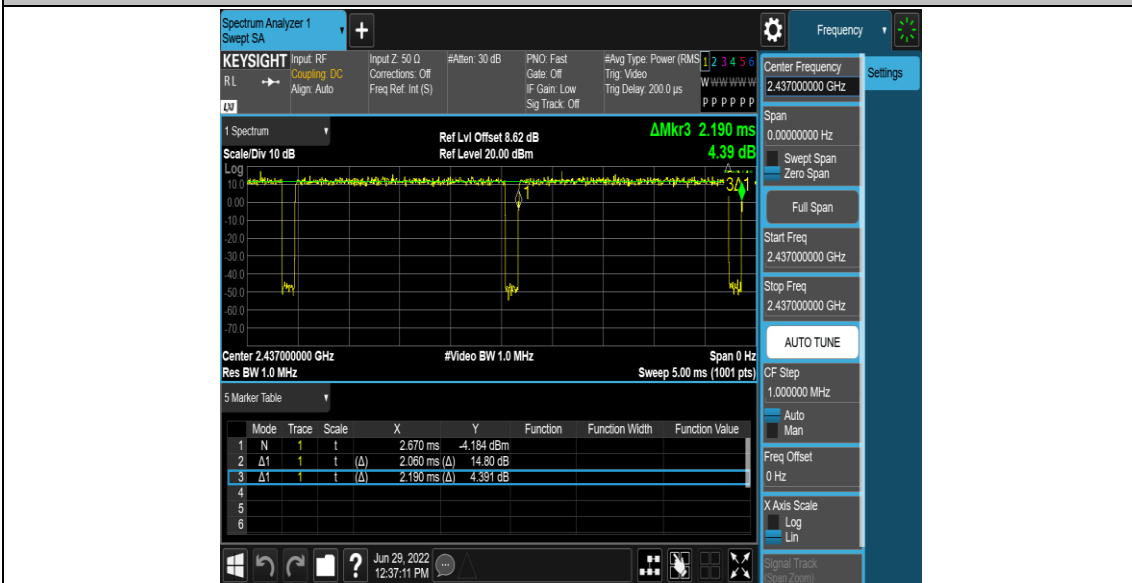 Spectrum Analyzer 1
Swept SA
+
Frequency
KEYSIGHT
RL
LXI
Input: RF
Coupling: DC
Align: Auto
Input Z: 50 Ω
Corrections: Off
Freq Ref: Int (S)
#Atten: 30 dB
PNO: Fast
Gate: Off
IF Gain: Low
Sig Track: Off
#Avg Type: Power (RMS
Trig: Video
Trig Delay: 200.0 µs
1 2 3 4 5 6
W W W W W W
P P P P P P
1 Spectrum
Scale/Div 10 dB
Ref Lvl Offset 8.62 dB
Ref Level 20.00 dBm
ΔMkr3 2.190 ms
4.39 dB
Log
10.0
0.00
-10.0
-20.0
-30.0
-40.0
-50.0
-60.0
-70.0
1
3Δ1
Center 2.437000000 GHz
#Video BW 1.0 MHz
Span 0 Hz
Res BW 1.0 MHz
Sweep 5.00 ms (1001 pts)
5 Marker Table
Mode Trace Scale X Y Function Function Width Function Value
1 N 1 t 2.670 ms -4.184 dBm
2 Δ1 1 t (Δ) 2.060 ms (Δ) 14.80 dB
3 Δ1 1 t (Δ) 2.190 ms (Δ) 4.391 dB
4
5
6
?
Jun 29, 2022
12:37:11 PM
Center Frequency
2.437000000 GHz
Settings
Span
0.00000000 Hz
Swept Span
Zero Span
Full Span
Start Freq
2.437000000 GHz
Stop Freq
2.437000000 GHz
AUTO TUNE
CF Step
1.000000 MHz
Auto
Man
Freq Offset
0 Hz
X Axis Scale
Log
Lin
Signal Track
(Span Zoom)